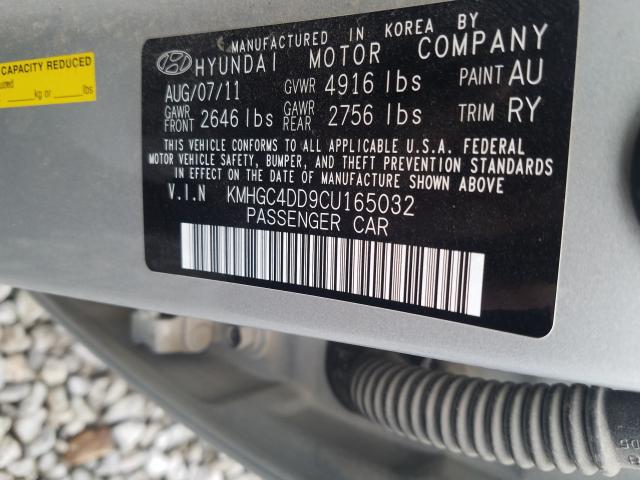 CAPACITY REDUCED
kg or lbs
MANUFACTURED IN KOREA BY
HYUNDAI MOTOR COMPANY
AUG/07/11 GVWR 4916 lbs PAINT AU
GAWR FRONT 2646 lbs GAWR REAR 2756 lbs TRIM RY
THIS VEHICLE CONFORMS TO ALL APPLICABLE U.S.A. FEDERAL
MOTOR VEHICLE SAFETY, BUMPER, AND THEFT PREVENTION STANDARDS
IN EFFECT ON THE DATE OF MANUFACTURE SHOWN ABOVE
V.I.N KMHGC4DD9CU165032
PASSENGER CAR